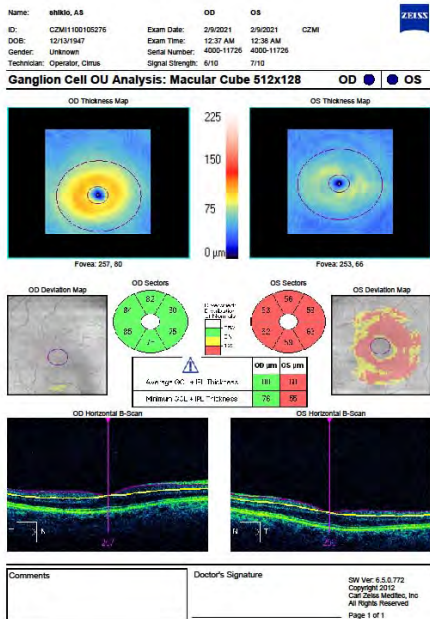 Name: shikio, AS OD OS ZEISS
ID: CZMI1100105276 Exam Date: 2/9/2021 2/9/2021 CZMI
DOB: 12/13/1947 Exam Time: 12:37 AM 12:38 AM
Gender: Unknown Serial Number: 4000-11726 4000-11726
Technician: Operator, Cirrus Signal Strength: 6/10 7/10
Ganglion Cell OU Analysis: Macular Cube 512x128 OD OS
OD Thickness Map OS Thickness Map
225
150
75
0 µm
Fovea: 257, 80 Fovea: 253, 66
OD Deviation Map OD Sectors OS Sectors OS Deviation Map
82 56
84
85
OD µm OS µm
Average GCL + IPL Thickness
Minimum GCL + IPL Thickness 76 55
OD Horizontal B-Scan OS Horizontal B-Scan
N N T
257
Comments Doctor's Signature
SW Ver: 6.5.0.772
Copyright 2012
Carl Zeiss Meditec, Inc
All Rights Reserved
Page 1 of 1